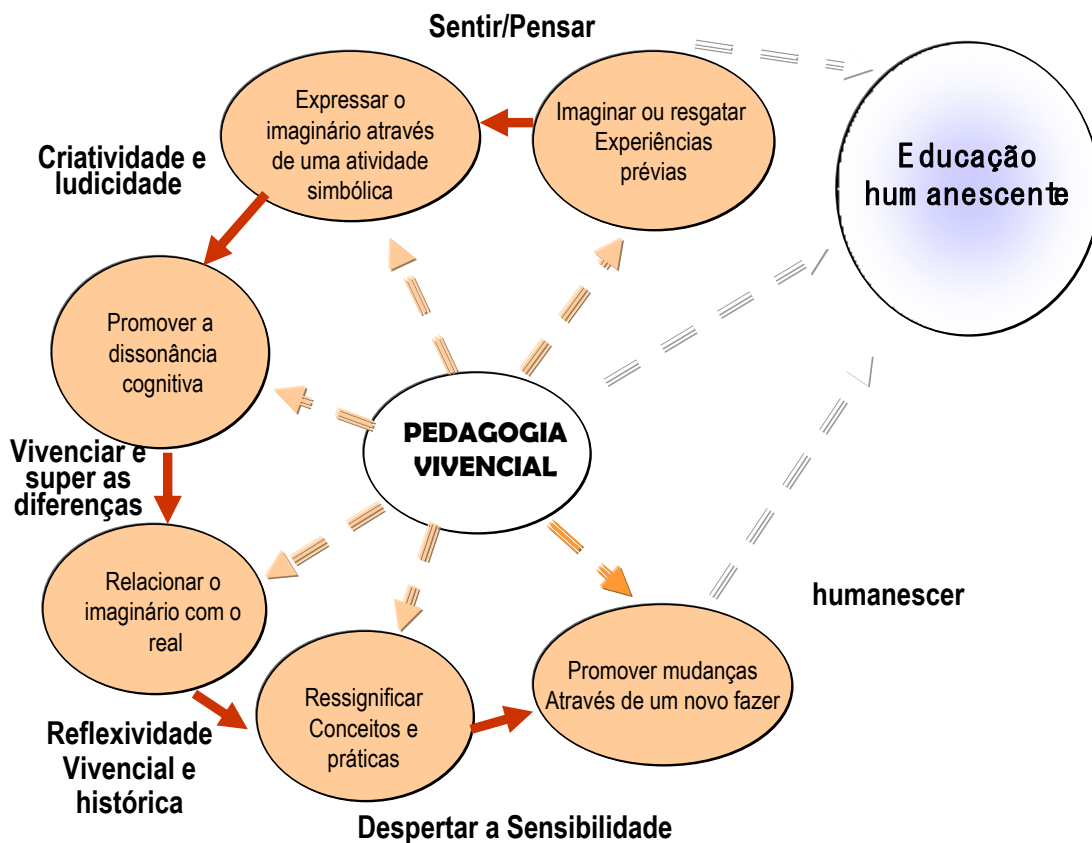 Sentir/Pensar
Expressar o
imaginário através
de uma atividade
simbólica
Imaginar ou resgatar
Experiências
prévias
Educação
humanescente
Criatividade e
ludicidade
Promover a
dissonância
cognitiva
PEDAGOGIA
VIVENCIAL
Vivenciar e
super as
diferenças
Relacionar o
imaginário com o
real
humanescer
Promover mudanças
Através de um novo fazer
Ressignificar
Conceitos e
práticas
Reflexividade
Vivencial e
histórica
Despertar a Sensibilidade